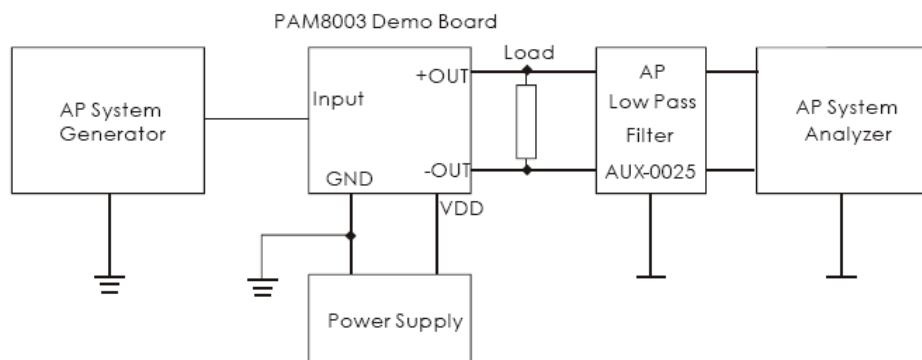 PAM8003 Demo Board
AP System
Generator
Input
+OUT
-OUT
GND
VDD
Load
AP
Low Pass
Filter
AUX-0025
AP System
Analyzer
Power Supply